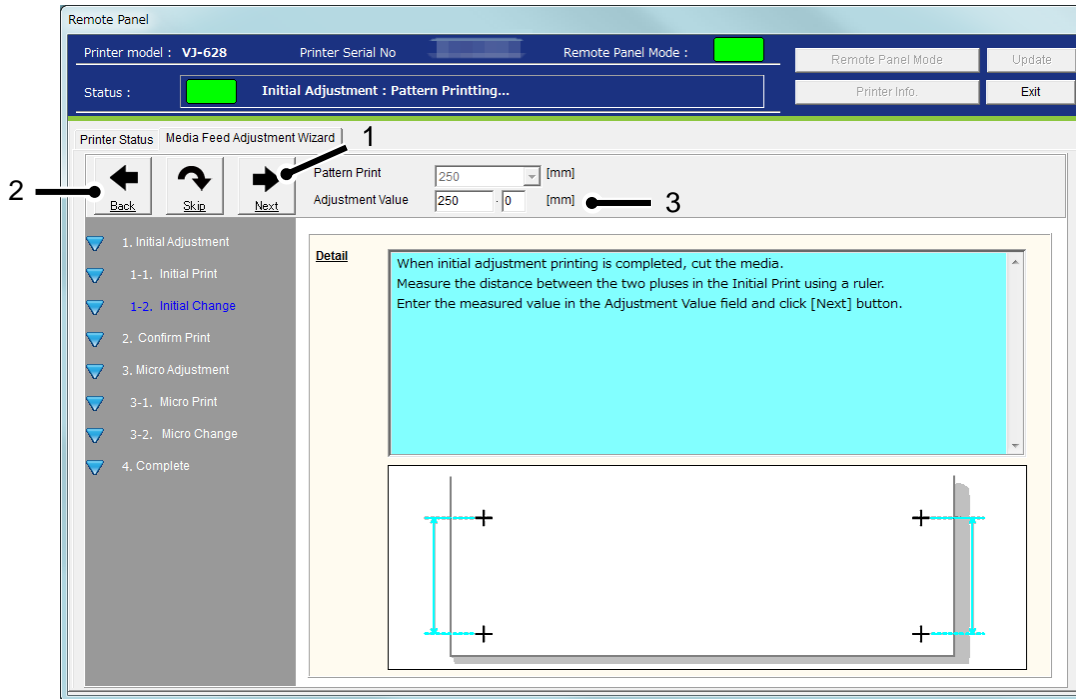 Remote Panel
Printer model : VJ-628 Printer Serial No Remote Panel Mode : Remote Panel Mode Update
Status : Initial Adjustment : Pattern Printting... Printer Info. Exit
Printer Status Media Feed Adjustment Wizard 1
2 Back Skip Next
Pattern Print 250 [mm]
Adjustment Value 250 . 0 [mm] 3
1. Initial Adjustment
1-1. Initial Print
1-2. Initial Change
2. Confirm Print
3. Micro Adjustment
3-1. Micro Print
3-2. Micro Change
4. Complete
Detail
When initial adjustment printing is completed, cut the media.
Measure the distance between the two pluses in the Initial Print using a ruler.
Enter the measured value in the Adjustment Value field and click [Next] button.